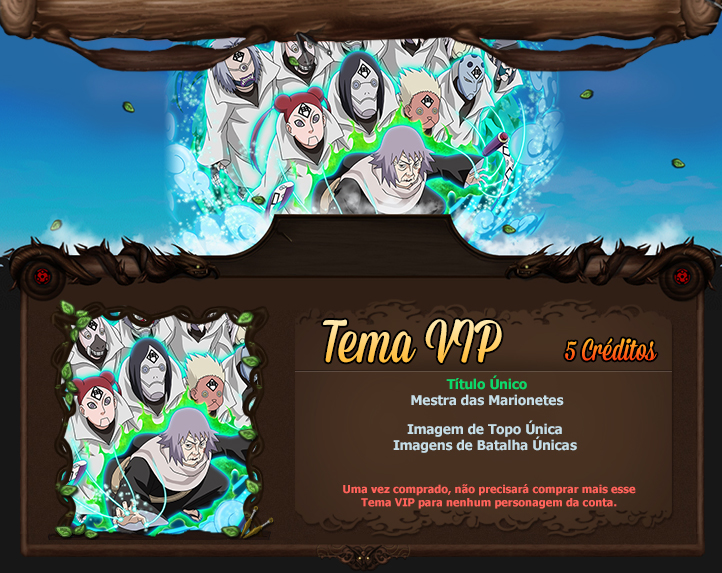 Tema VIP
5 Créditos
Título Único
Mestra das Marionetes
Imagem de Topo Única
Imagens de Batalha Únicas
Uma vez comprado, não precisará comprar mais esse
Tema VIP para nenhum personagem da conta.